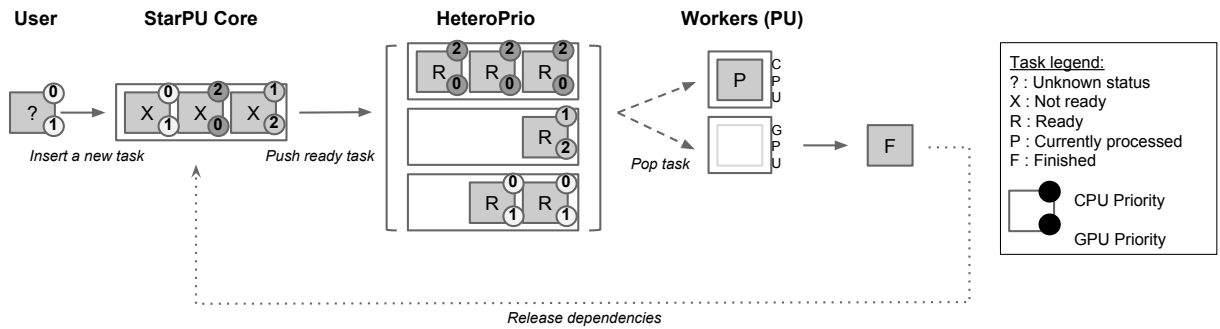 User
StarPU Core
HeteroPrio
Workers (PU)
? 0 1
X 0 1
X 2 0
X 1 2
R 2 0
R 2 0
R 2 0
R 1 2
R 0 1
R 0 1
P
CPU
GPU
F
Insert a new task
Push ready task
Pop task
Release dependencies
Task legend:
? : Unknown status
X : Not ready
R : Ready
P : Currently processed
F : Finished
CPU Priority
GPU Priority